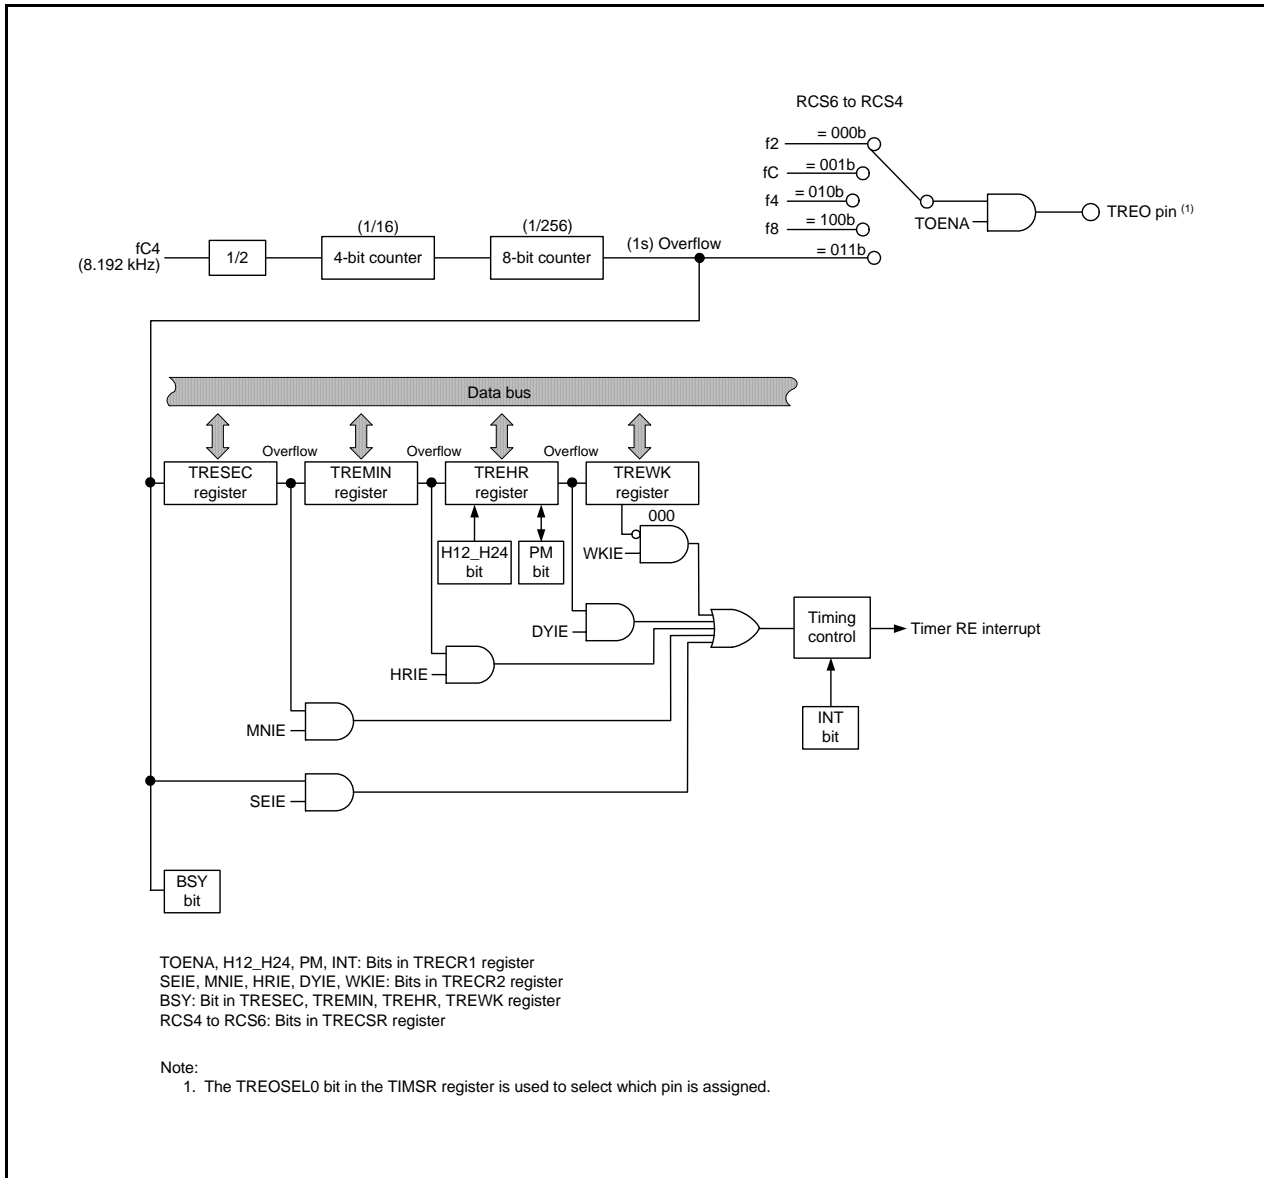 RCS6 to RCS4
f2
= 000b
fC
= 001b
f4
= 010b
f8
= 100b
= 011b
TOENA
TREO pin (1)
fC4
(8.192 kHz)
1/2
(1/16)
4-bit counter
(1/256)
8-bit counter
(1s) Overflow
Data bus
TRESEC
register
Overflow
TREMIN
register
Overflow
TREHR
register
Overflow
TREWK
register
000
H12_H24
bit
PM
bit
WKIE
DYIE
HRIE
MNIE
SEIE
Timing
control
Timer RE interrupt
INT
bit
BSY
bit
TOENA, H12_H24, PM, INT: Bits in TRECR1 register
SEIE, MNIE, HRIE, DYIE, WKIE: Bits in TRECR2 register
BSY: Bit in TRESEC, TREMIN, TREHR, TREWK register
RCS4 to RCS6: Bits in TRECSR register
Note:
1. The TREOSEL0 bit in the TIMSR register is used to select which pin is assigned.